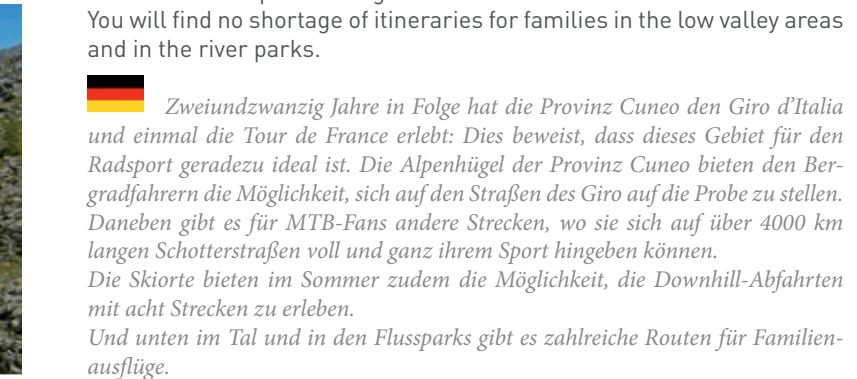 You will find no shortage of itineraries for families in the low valley areas
and in the river parks.
Zweiundzwanzig Jahre in Folge hat die Provinz Cuneo den Giro d'Italia
und einmal die Tour de France erlebt: Dies beweist, dass dieses Gebiet für den
Radsport geradezu ideal ist. Die Alpenhügel der Provinz Cuneo bieten den Ber-
gradfahrern die Möglichkeit, sich auf den Straßen des Giro auf die Probe zu stellen.
Daneben gibt es für MTB-Fans andere Strecken, wo sie sich auf über 4000 km
langen Schotterstraßen voll und ganz ihrem Sport hingeben können.
Die Skiorte bieten im Sommer zudem die Möglichkeit, die Downhill-Abfahrten
mit acht Strecken zu erleben.
Und unten im Tal und in den Flussparks gibt es zahlreiche Routen für Familien-
ausflüge.